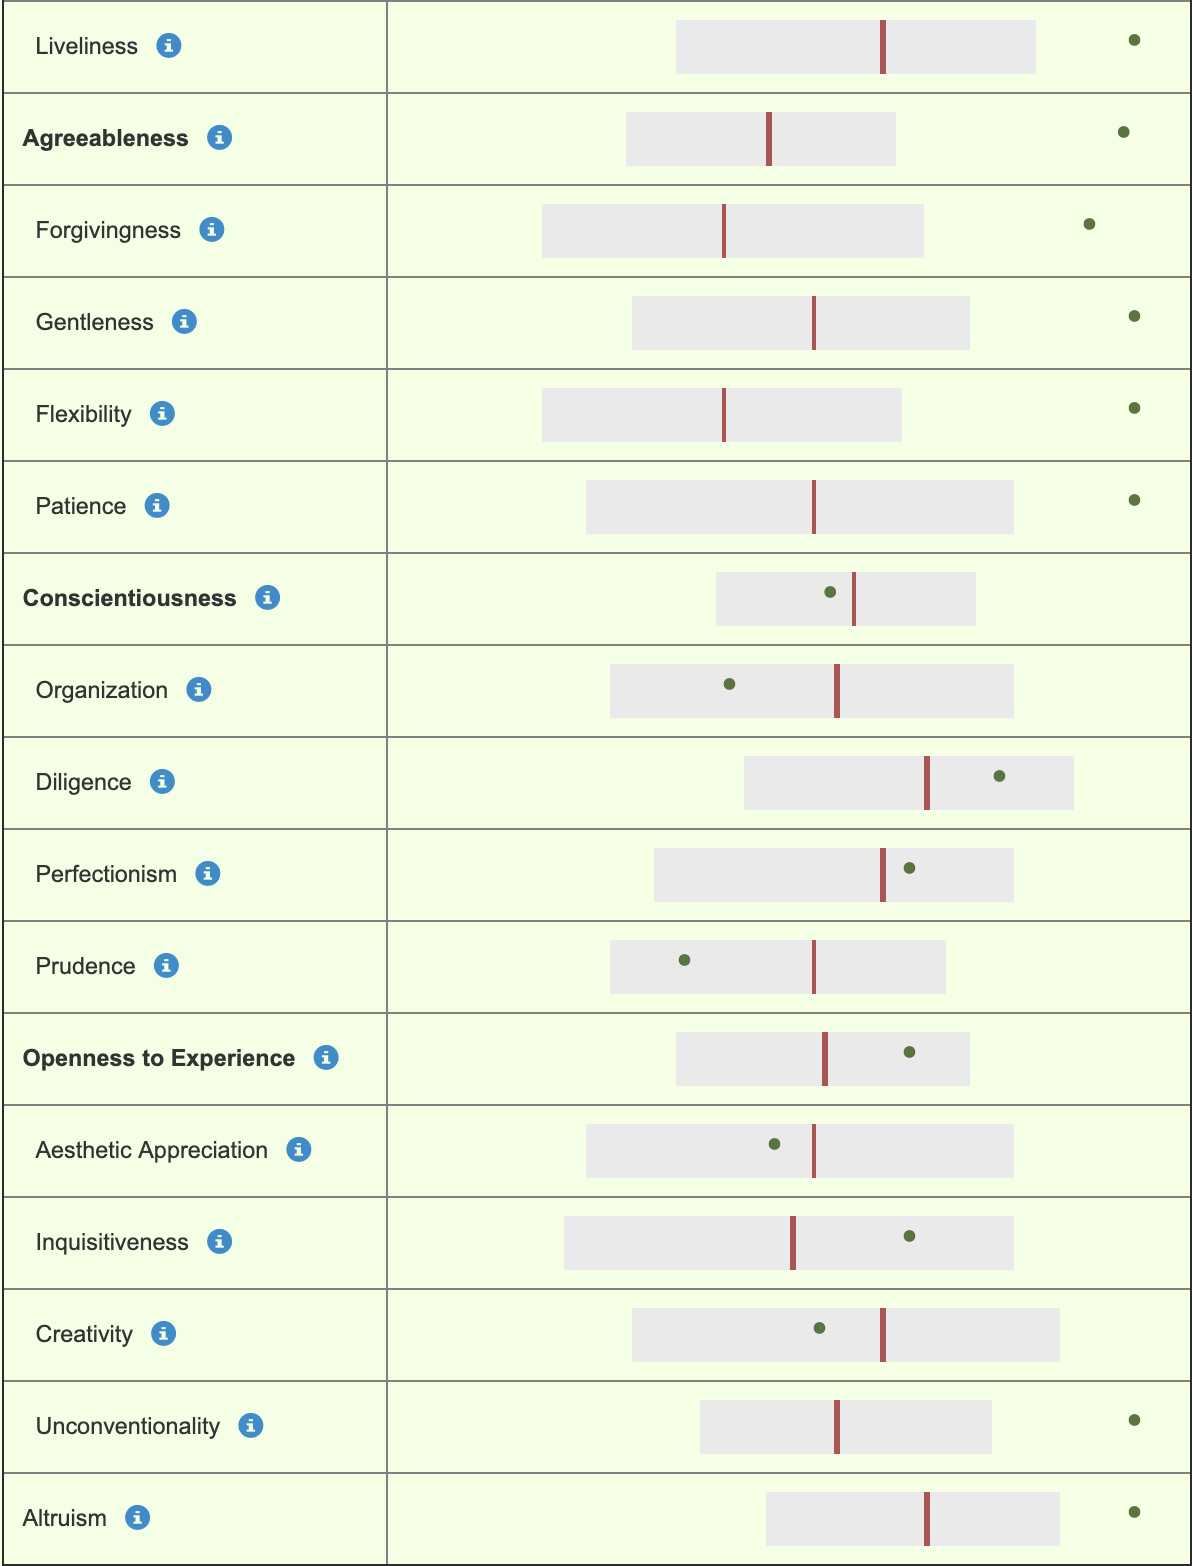 Liveliness
Agreeableness
Forgivingness
Gentleness
Flexibility
Patience
Conscientiousness
Organization
Diligence
Perfectionism
Prudence
Openness to Experience
Aesthetic Appreciation
Inquisitiveness
Creativity
Unconventionality
Altruism